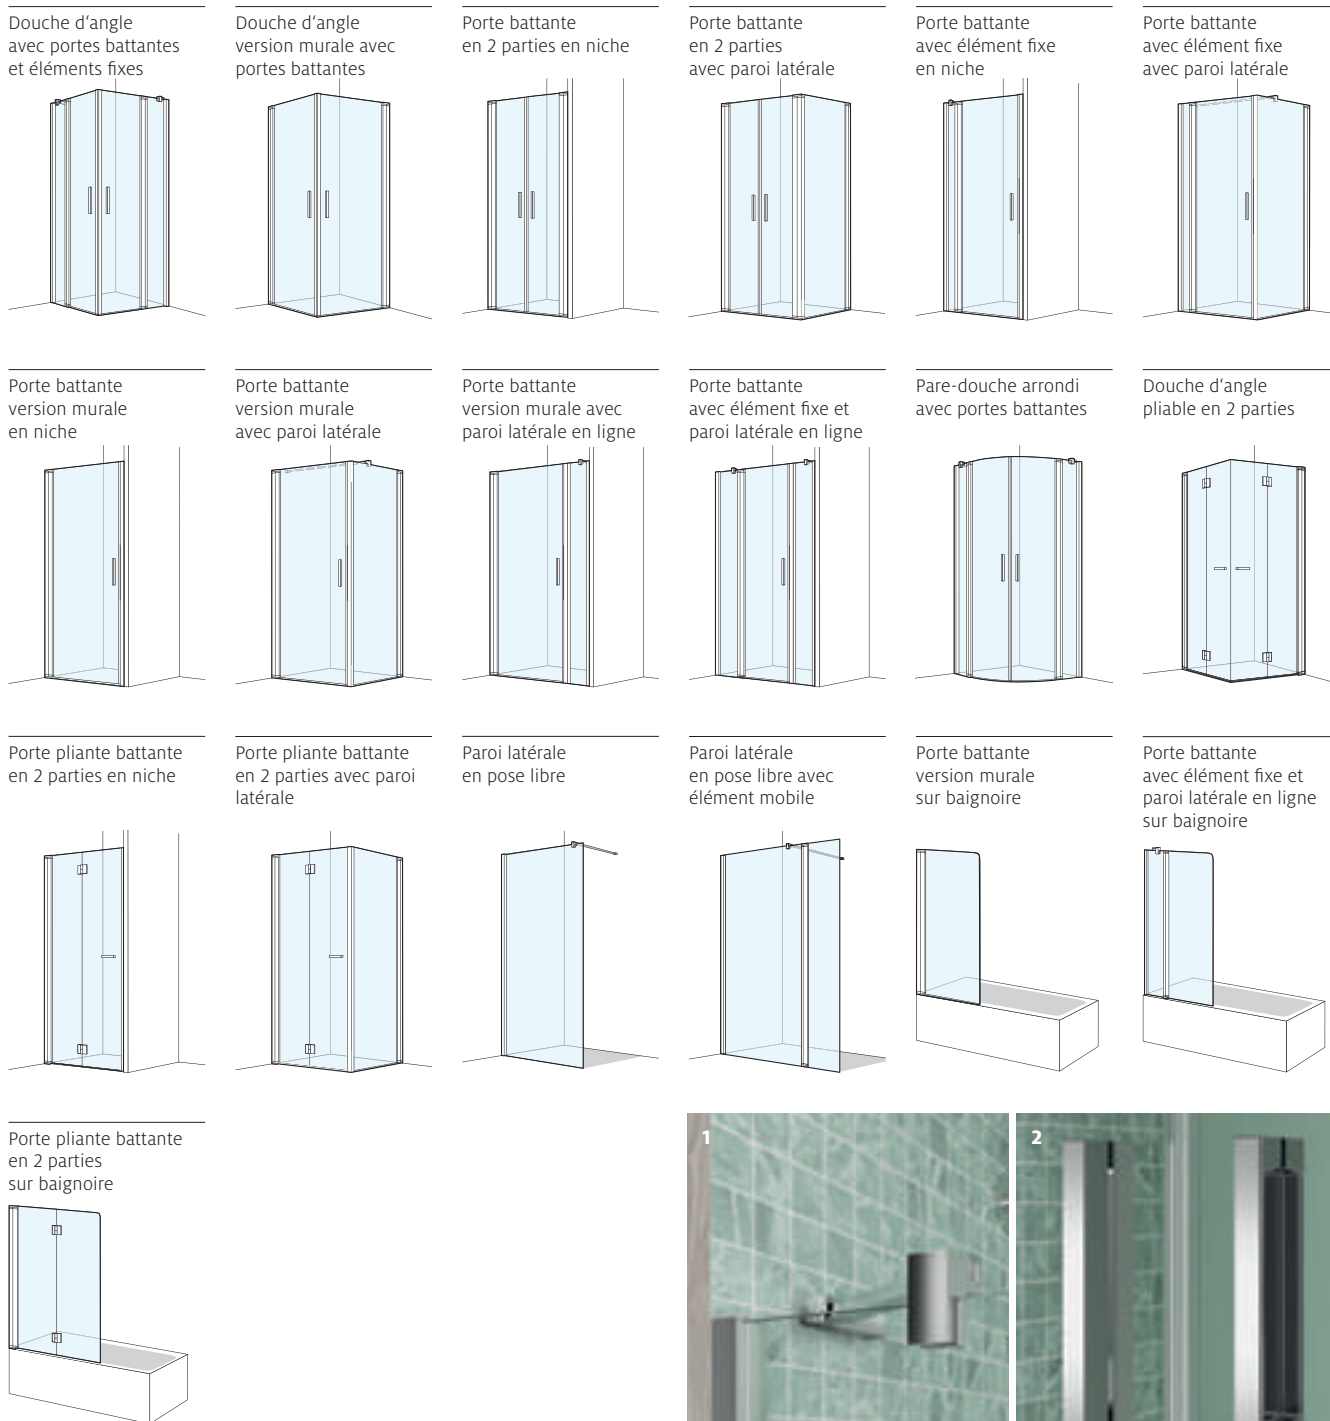 Douche d‘angle
avec portes battantes
et éléments fixes
Douche d‘angle
version murale avec
portes battantes
Porte battante
en 2 parties en niche
Porte battante
en 2 parties
avec paroi latérale
Porte battante
avec élément fixe
en niche
Porte battante
avec élément fixe
avec paroi latérale
Porte battante
version murale
en niche
Porte battante
version murale
avec paroi latérale
Porte battante
version murale avec
paroi latérale en ligne
Porte battante
avec élément fixe et
paroi latérale en ligne
Pare-douche arrondi
avec portes battantes
Douche d‘angle
pliable en 2 parties
Porte pliante battante
en 2 parties en niche
Porte pliante battante
en 2 parties avec paroi
latérale
Paroi latérale
en pose libre
Paroi latérale
en pose libre avec
élément mobile
Porte battante
version murale
sur baignoire
Porte battante
avec élément fixe et
paroi latérale en ligne
sur baignoire
Porte pliante battante
en 2 parties
sur baignoire
1
2